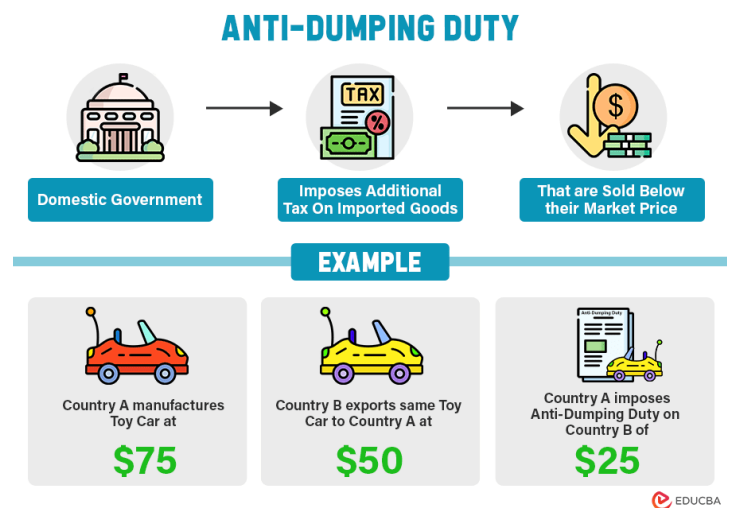 ANTI-DUMPING DUTY
TAX
%
$
Domestic Government
Imposes Additional
Tax On Imported Goods
That are Sold Below
their Market Price
EXAMPLE
Country A manufactures
Toy Car at
$75
Country B exports same Toy
Car to Country A at
$50
Anti-Dumping Duty
Country A imposes
Anti-Dumping Duty on
Country B of
$25
EDUCBA